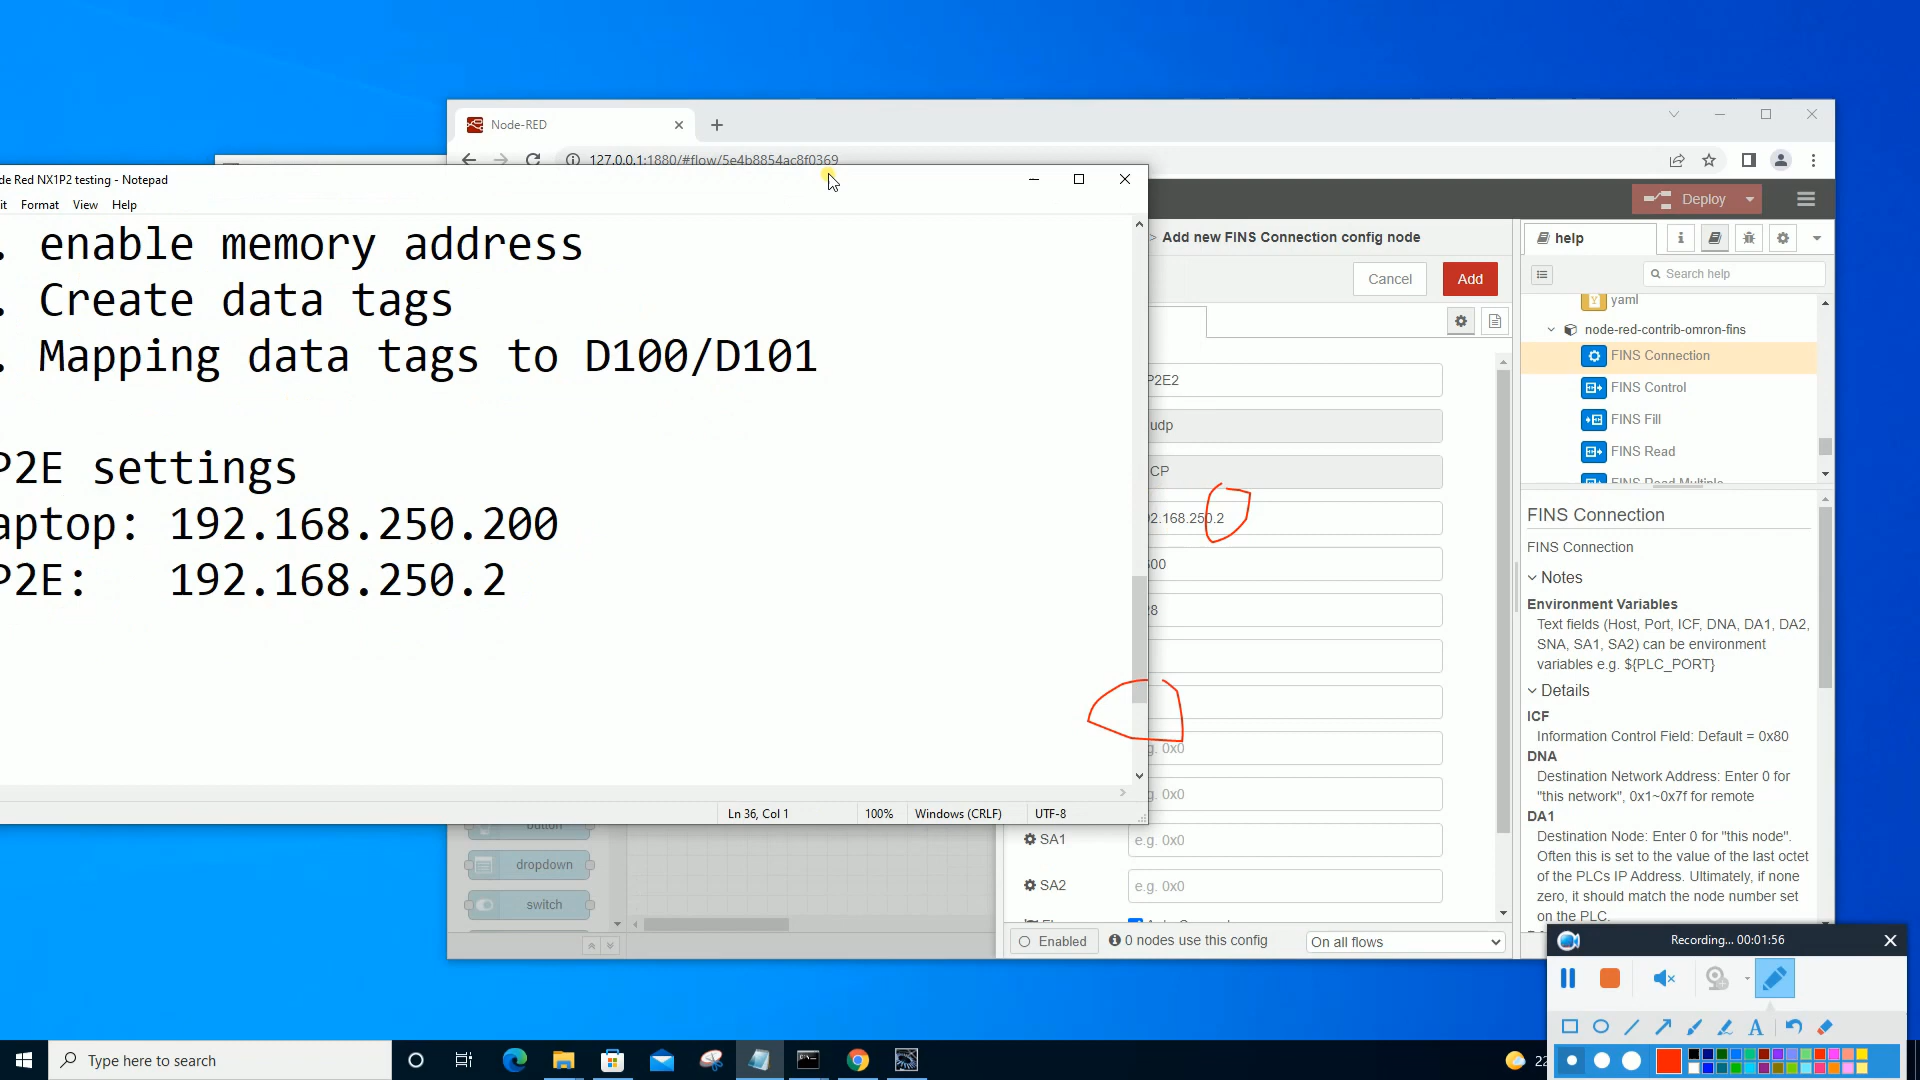 Node-RED
127.0.0.1:1880/#flow/5e4b8854ac8f0369
de Red NX1P2 testing - Notepad
it Format View Help
. enable memory address
. Create data tags
. Mapping data tags to D100/D101
P2E settings
aptop: 192.168.250.200
P2E: 192.168.250.2
Ln 36, Col 1 100% Windows (CRLF) UTF-8
Deploy
> Add new FINS Connection config node
Cancel Add
P2E2
udp
CP
2.168.250.2
600
28
g. 0x0
g. 0x0
SA1 e.g. 0x0
SA2 e.g. 0x0
Enabled 0 nodes use this config On all flows
button
dropdown
switch
help
Search help
yaml
node-red-contrib-omron-fins
FINS Connection
FINS Control
FINS Fill
FINS Read
FINS Read Multiple
FINS Connection
FINS Connection
Notes
Environment Variables
Text fields (Host, Port, ICF, DNA, DA1, DA2,
SNA, SA1, SA2) can be environment
variables e.g. ${PLC_PORT}
Details
ICF
Information Control Field: Default = 0x80
DNA
Destination Network Address: Enter 0 for
"this network", 0x1~0x7f for remote
DA1
Destination Node: Enter 0 for "this node".
Often this is set to the value of the last octet
of the PLCs IP Address. Ultimately, if none
zero, it should match the node number set
on the PLC.
Recording... 00:01:56
A
Type here to search
22